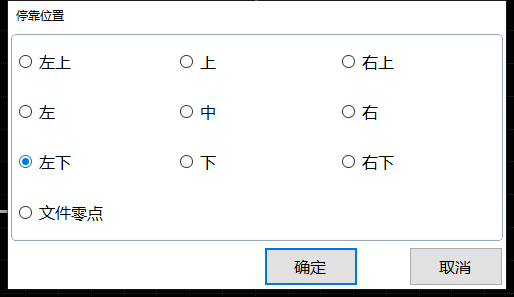 停靠位置
左上 上 右上
左 中 右
左下 下 右下
文件零点
确定 取消